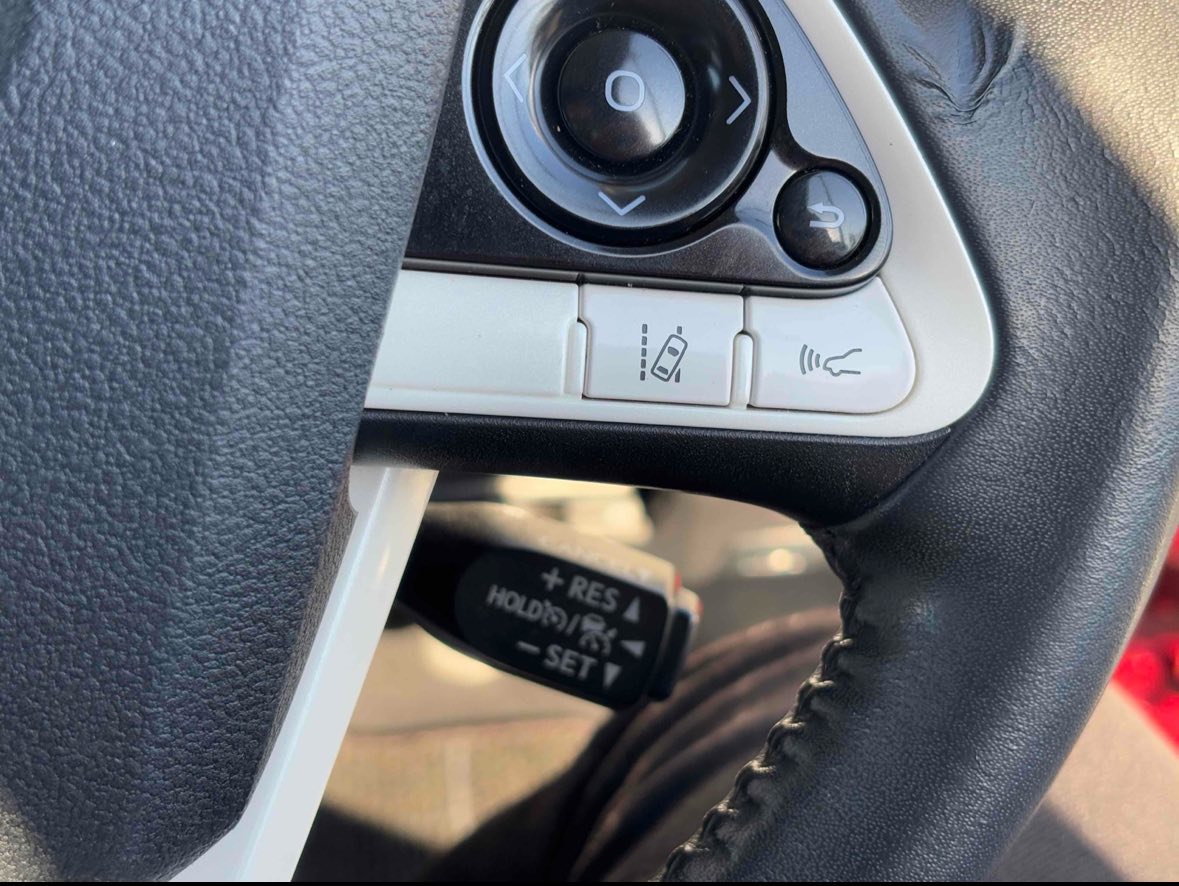 + RES
HOLD /
− SET